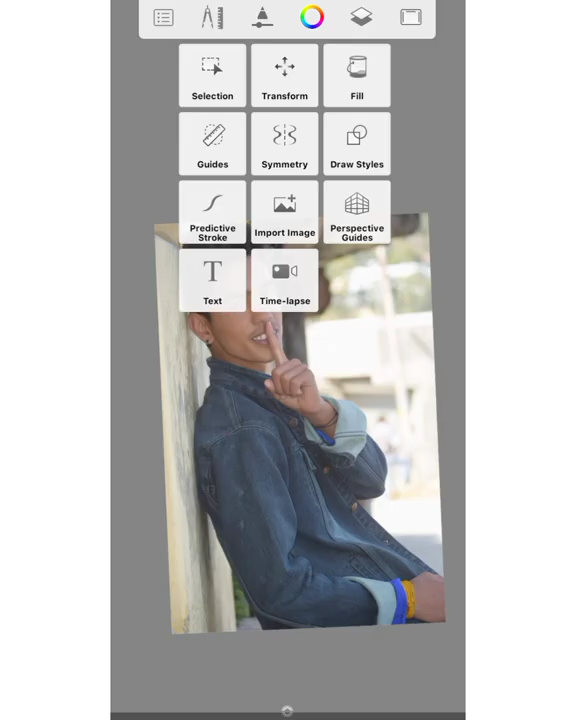 Selection
Transform
Fill
Guides
Symmetry
Draw Styles
Predictive
Stroke
Import Image
Perspective
Guides
Text
Time-lapse